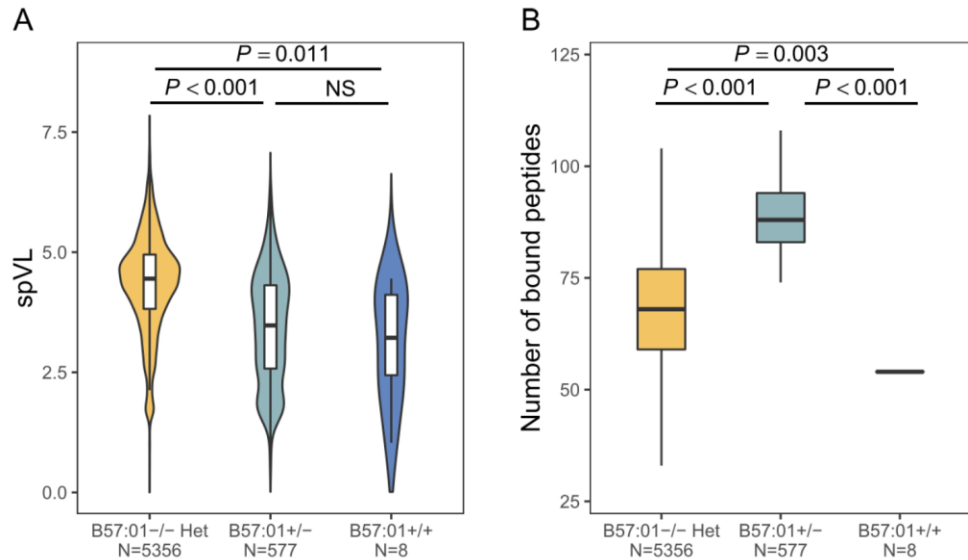 A
P = 0.011
P < 0.001
NS
spVL
7.5
5.0
2.5
0.0
B57:01−/− Het
N=5356
B57:01+/−
N=577
B57:01+/+
N=8
B
P = 0.003
P < 0.001
P < 0.001
Number of bound peptides
125
100
75
50
25
B57:01−/− Het
N=5356
B57:01+/−
N=577
B57:01+/+
N=8